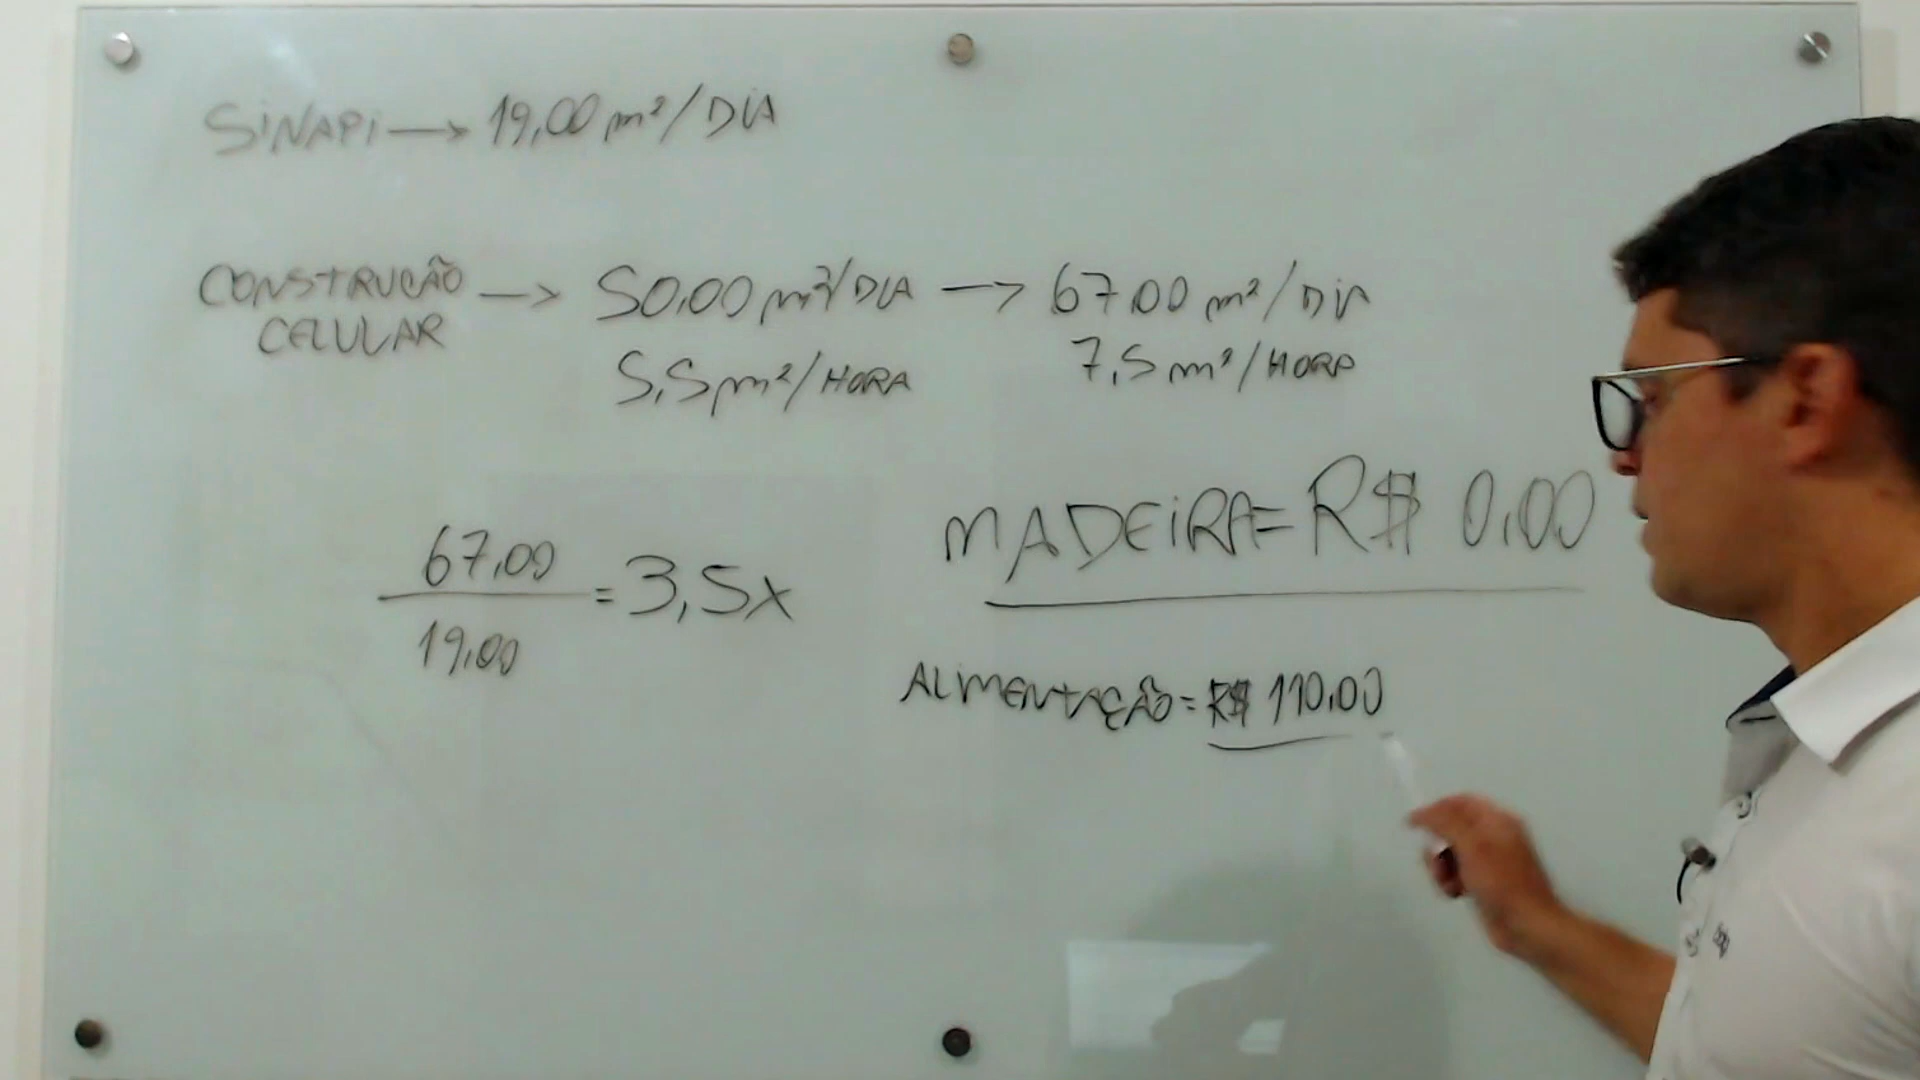 SINAPI → 19,00 m²/DIA
CONSTRUÇÃO CELULAR → 50,00 m²/DIA → 67,00 m²/DIA
5,5 m²/HORA 7,5 m²/HORA
MADEIRA = R$ 0,00
67,00
19,00
= 3,5x
ALIMENTAÇÃO = R$ 110,00